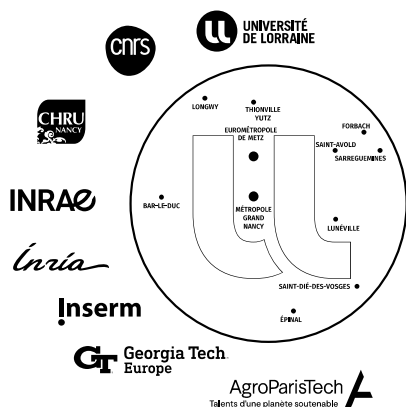 cnrs
UNIVERSITÉ
DE LORRAINE
CHRU
NANCY
LONGWY
THIONVILLE
YUTZ
EUROMÉTROPOLE
DE METZ
FORBACH
SAINT-AVOLD
SARREGUEMINES
INRAE
BAR-LE-DUC
MÉTROPOLE
GRAND
NANCY
LUNÉVILLE
Inria
SAINT-DIÉ-DES-VOSGES
Inserm
ÉPINAL
GT Georgia Tech
Europe
AgroParisTech
Talents d'une planète soutenable